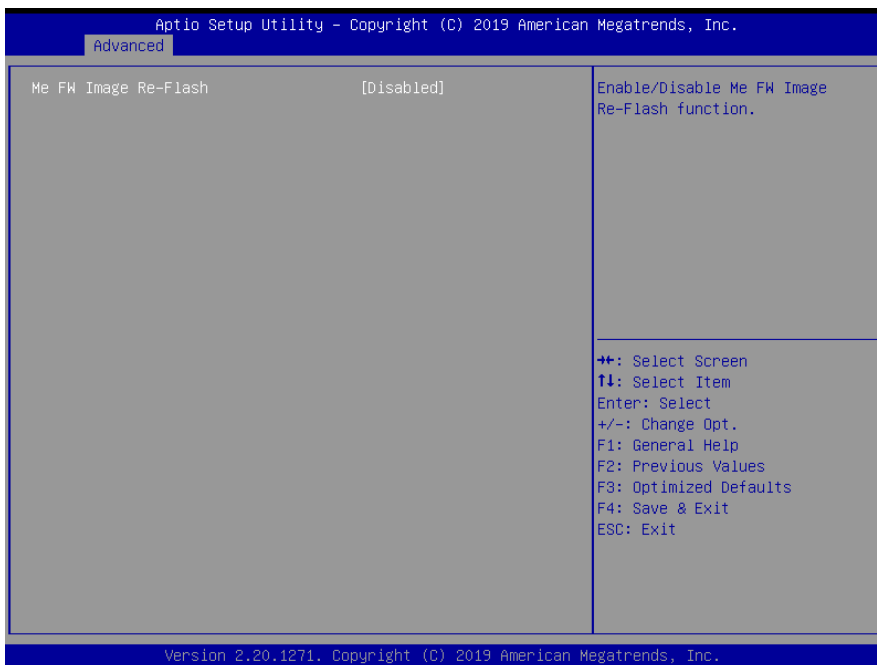 Aptio Setup Utility – Copyright (C) 2019 American Megatrends, Inc.
Advanced
Me FW Image Re-Flash [Disabled]
Enable/Disable Me FW Image
Re-Flash function.
→←: Select Screen
↑↓: Select Item
Enter: Select
+/-: Change Opt.
F1: General Help
F2: Previous Values
F3: Optimized Defaults
F4: Save & Exit
ESC: Exit
Version 2.20.1271. Copyright (C) 2019 American Megatrends, Inc.